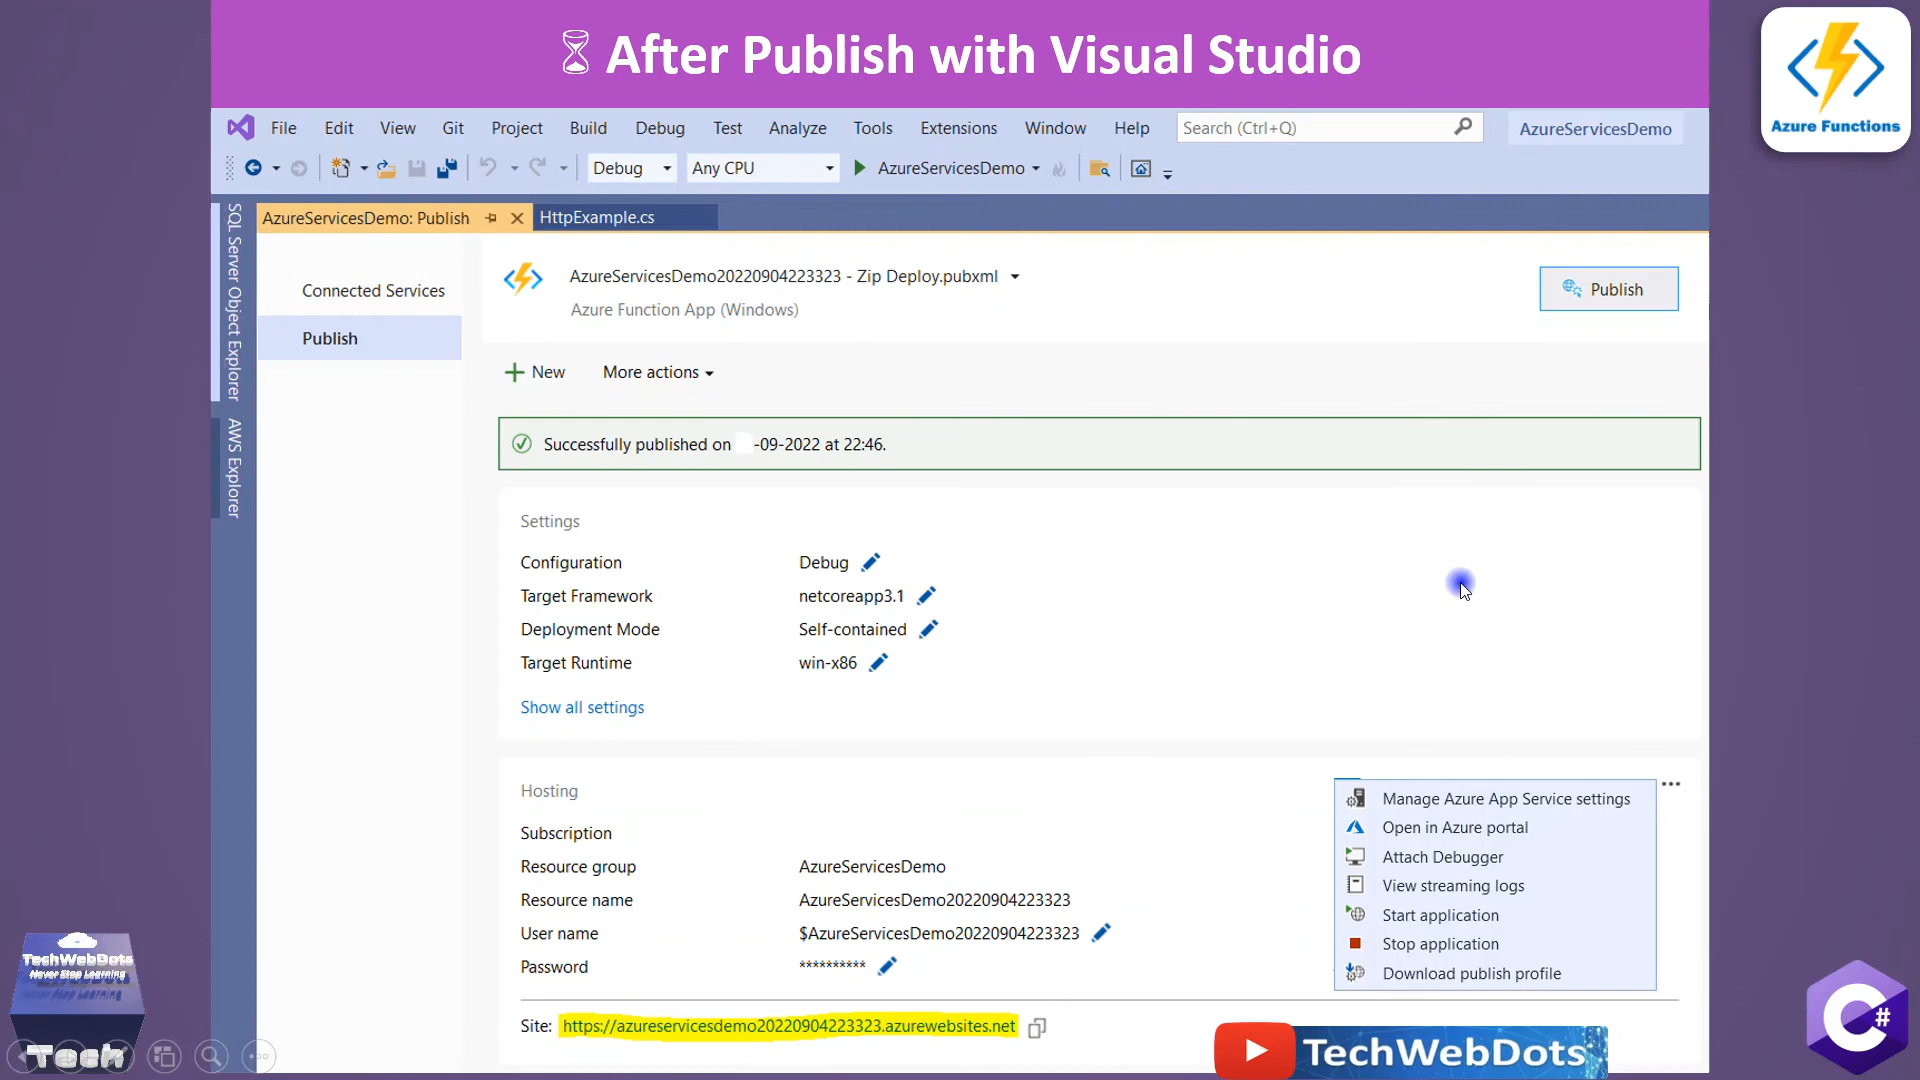 ⏳ After Publish with Visual Studio
Azure Functions
File Edit View Git Project Build Debug Test Analyze Tools Extensions Window Help Search (Ctrl+Q) AzureServicesDemo
Debug Any CPU AzureServicesDemo
SQL Server Object Explorer
AWS Explorer
AzureServicesDemo: Publish HttpExample.cs
Connected Services
Publish
AzureServicesDemo20220904223323 - Zip Deploy.pubxml
Azure Function App (Windows)
Publish
New More actions
Successfully published on -09-2022 at 22:46.
Settings
Configuration Debug
Target Framework netcoreapp3.1
Deployment Mode Self-contained
Target Runtime win-x86
Show all settings
Hosting
Subscription
Resource group AzureServicesDemo
Resource name AzureServicesDemo20220904223323
User name $AzureServicesDemo20220904223323
Password **********
Site: https://azureservicesdemo20220904223323.azurewebsites.net
Manage Azure App Service settings
Open in Azure portal
Attach Debugger
View streaming logs
Start application
Stop application
Download publish profile
TechWebDots
Never Stop Learning
Tech
TechWebDots
C#